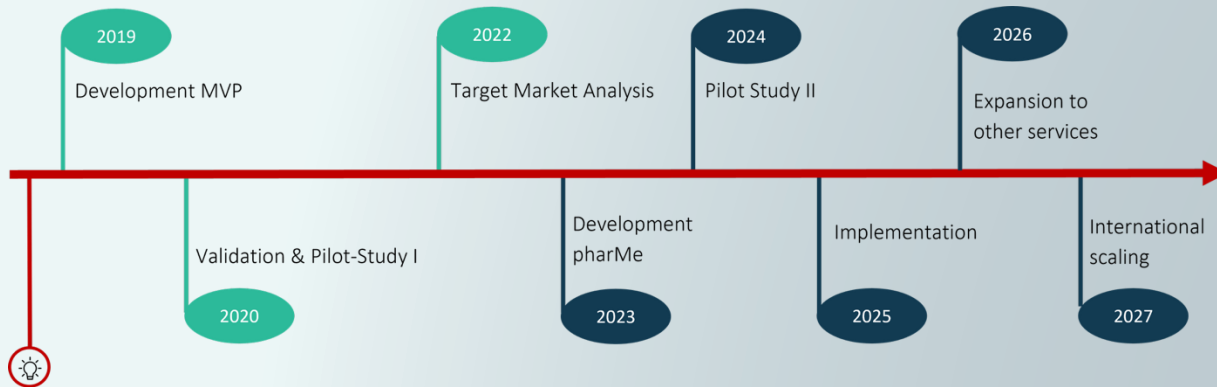 2019
Development MVP
2022
Target Market Analysis
2024
Pilot Study II
2026
Expansion to
other services
Validation & Pilot-Study I
2020
Development
pharMe
2023
Implementation
2025
International
scaling
2027